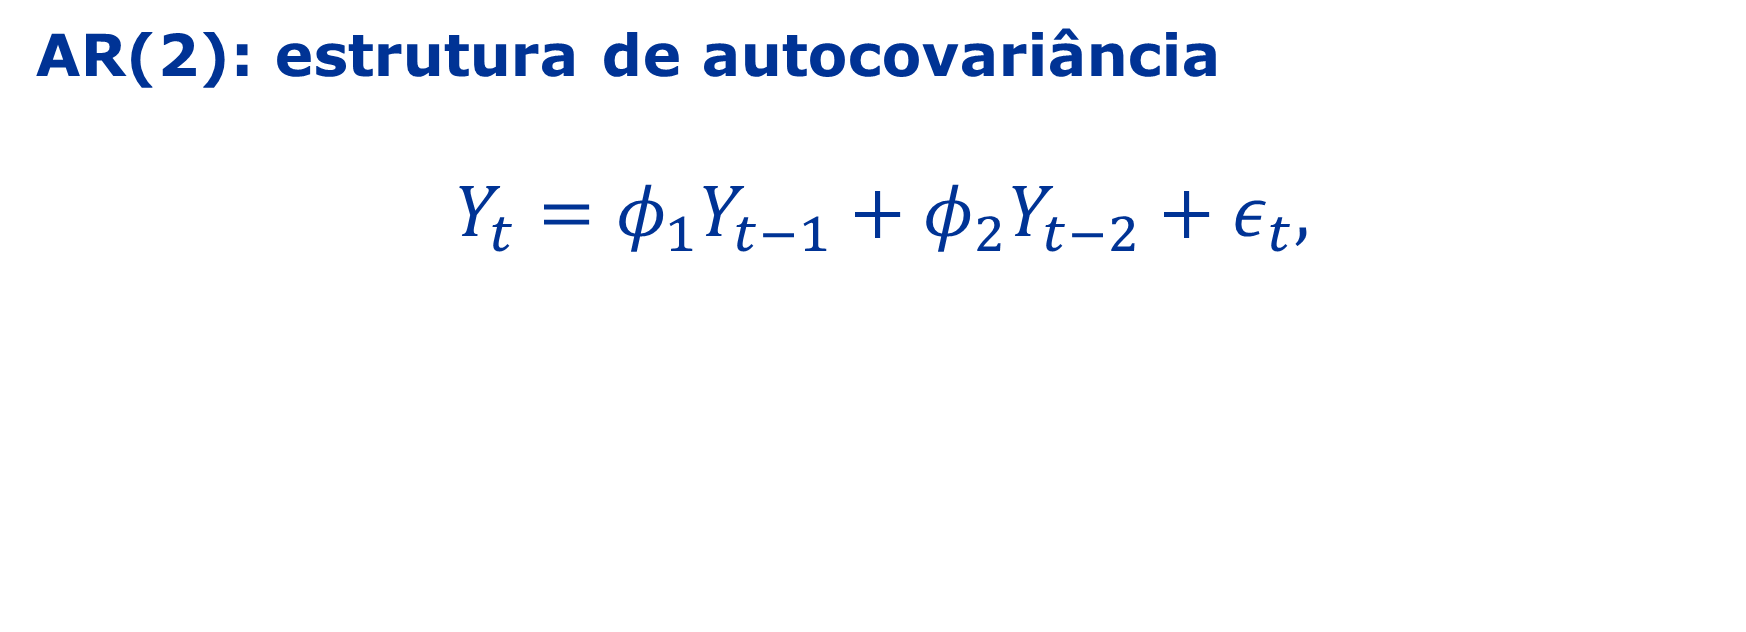 AR(2): estrutura de autocovariância
𝑌ₜ = 𝜙₁𝑌ₜ₋₁ + 𝜙₂𝑌ₜ₋₂ + 𝜖ₜ,